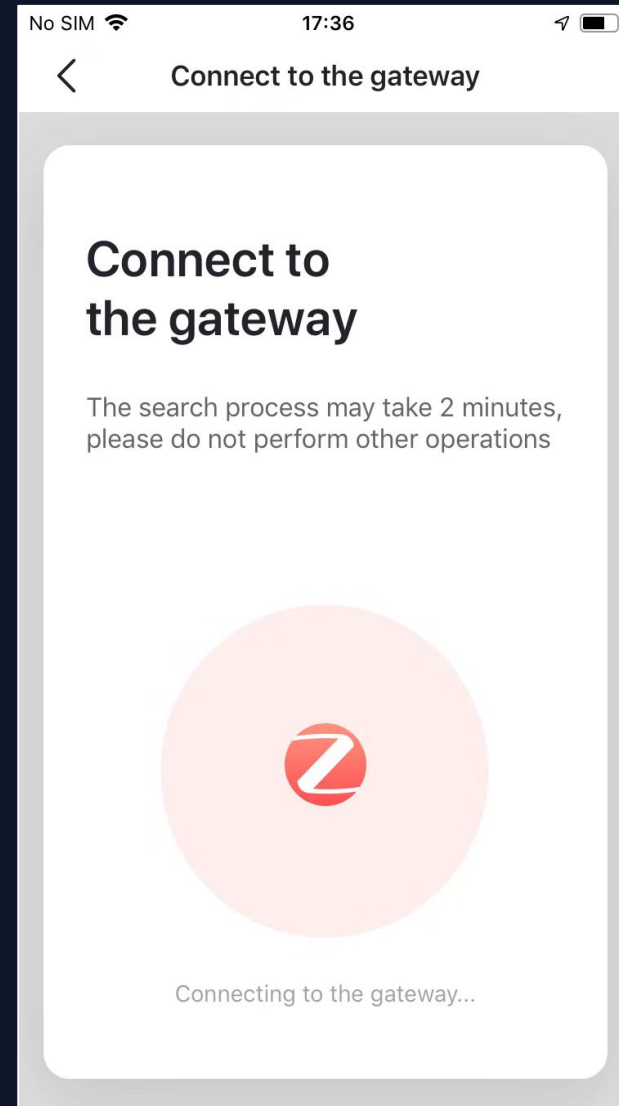 No SIM 17:36
Connect to the gateway
Connect to
the gateway
The search process may take 2 minutes,
please do not perform other operations
Connecting to the gateway...